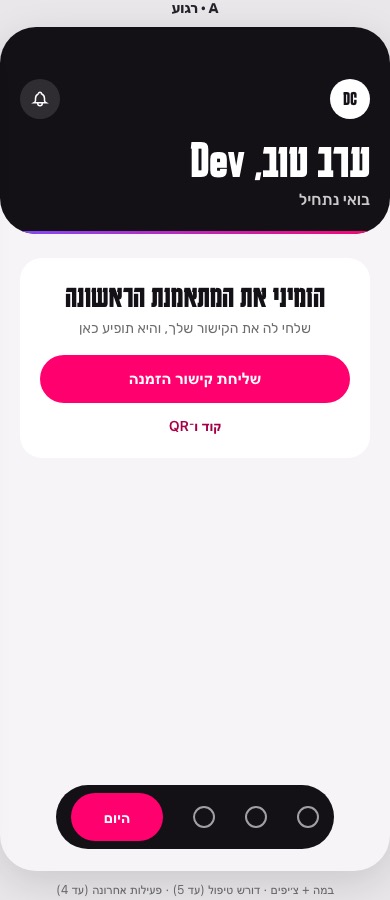 A • רגוע
DC
ערב טוב, Dev
בואי נתחיל
הזמיני את המתאמנת הראשונה
שלחי לה את הקישור שלך, והיא תופיע כאן
שליחת קישור הזמנה
קוד ו־QR
היום
במה + צ׳יפים · דורש טיפול (עד 5) · פעילות אחרונה (עד 4)